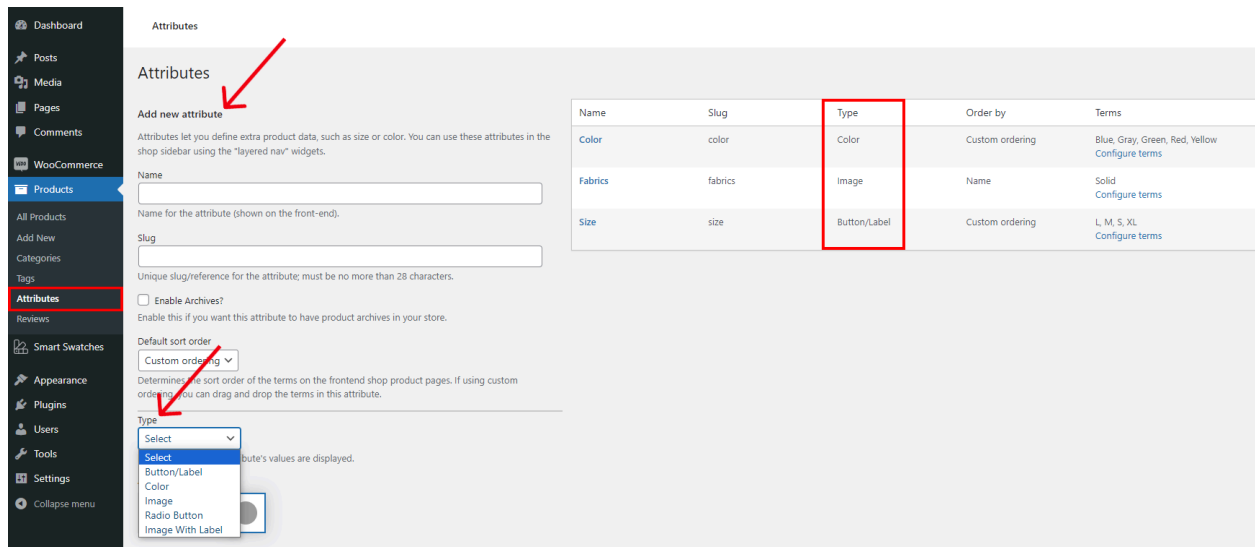 Dashboard
Posts
Media
Pages
Comments
WooCommerce
Products
All Products
Add New
Categories
Tags
Attributes
Reviews
Smart Swatches
Appearance
Plugins
Users
Tools
Settings
Collapse menu
Attributes
Attributes
Add new attribute
Attributes let you define extra product data, such as size or color. You can use these attributes in the
shop sidebar using the "layered nav" widgets.
Name
Name for the attribute (shown on the front-end).
Slug
Unique slug/reference for the attribute; must be no more than 28 characters.
Enable Archives?
Enable this if you want this attribute to have product archives in your store.
Default sort order
Custom ordering
Determines the sort order of the terms on the frontend shop product pages. If using custom
ordering, you can drag and drop the terms in this attribute.
Type
Select
Select
bute's values are displayed.
Button/Label
Color
Image
Radio Button
Image With Label
Name Slug Type Order by Terms
Color color Color Custom ordering Blue, Gray, Green, Red, Yellow
Configure terms
Fabrics fabrics Image Name Solid
Configure terms
Size size Button/Label Custom ordering L, M, S, XL
Configure terms